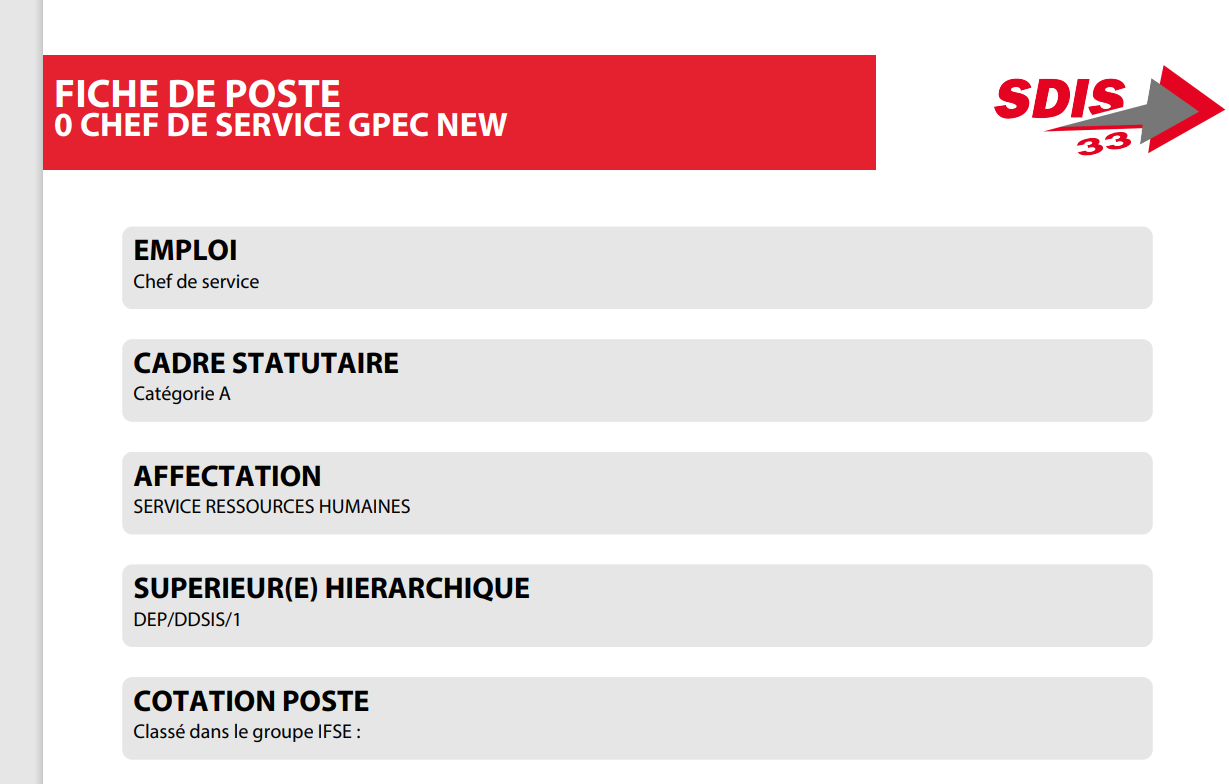 FICHE DE POSTE
0 CHEF DE SERVICE GPEC NEW
SDIS
33
EMPLOI
Chef de service
CADRE STATUTAIRE
Catégorie A
AFFECTATION
SERVICE RESSOURCES HUMAINES
SUPERIEUR(E) HIERARCHIQUE
DEP/DDSIS/1
COTATION POSTE
Classé dans le groupe IFSE :